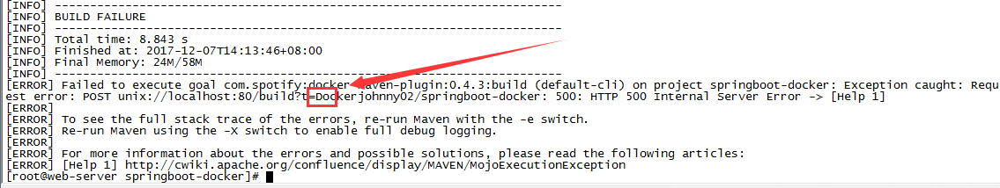 [INFO] ------------------------------------------------------------------------
[INFO] BUILD FAILURE
[INFO] ------------------------------------------------------------------------
[INFO] Total time: 8.843 s
[INFO] Finished at: 2017-12-07T14:13:46+08:00
[INFO] Final Memory: 24M/58M
[INFO] ------------------------------------------------------------------------
[ERROR] Failed to execute goal com.spotify:docker-maven-plugin:0.4.3:build (default-cli) on project springboot-docker: Exception caught: Requ
est error: POST unix://localhost:80/build?t=Dockerjohnny02/springboot-docker: 500: HTTP 500 Internal Server Error -> [Help 1]
[ERROR]
[ERROR] To see the full stack trace of the errors, re-run Maven with the -e switch.
[ERROR] Re-run Maven using the -X switch to enable full debug logging.
[ERROR]
[ERROR] For more information about the errors and possible solutions, please read the following articles:
[ERROR] [Help 1] http://cwiki.apache.org/confluence/display/MAVEN/MojoExecutionException
[root@web-server springboot-docker]#